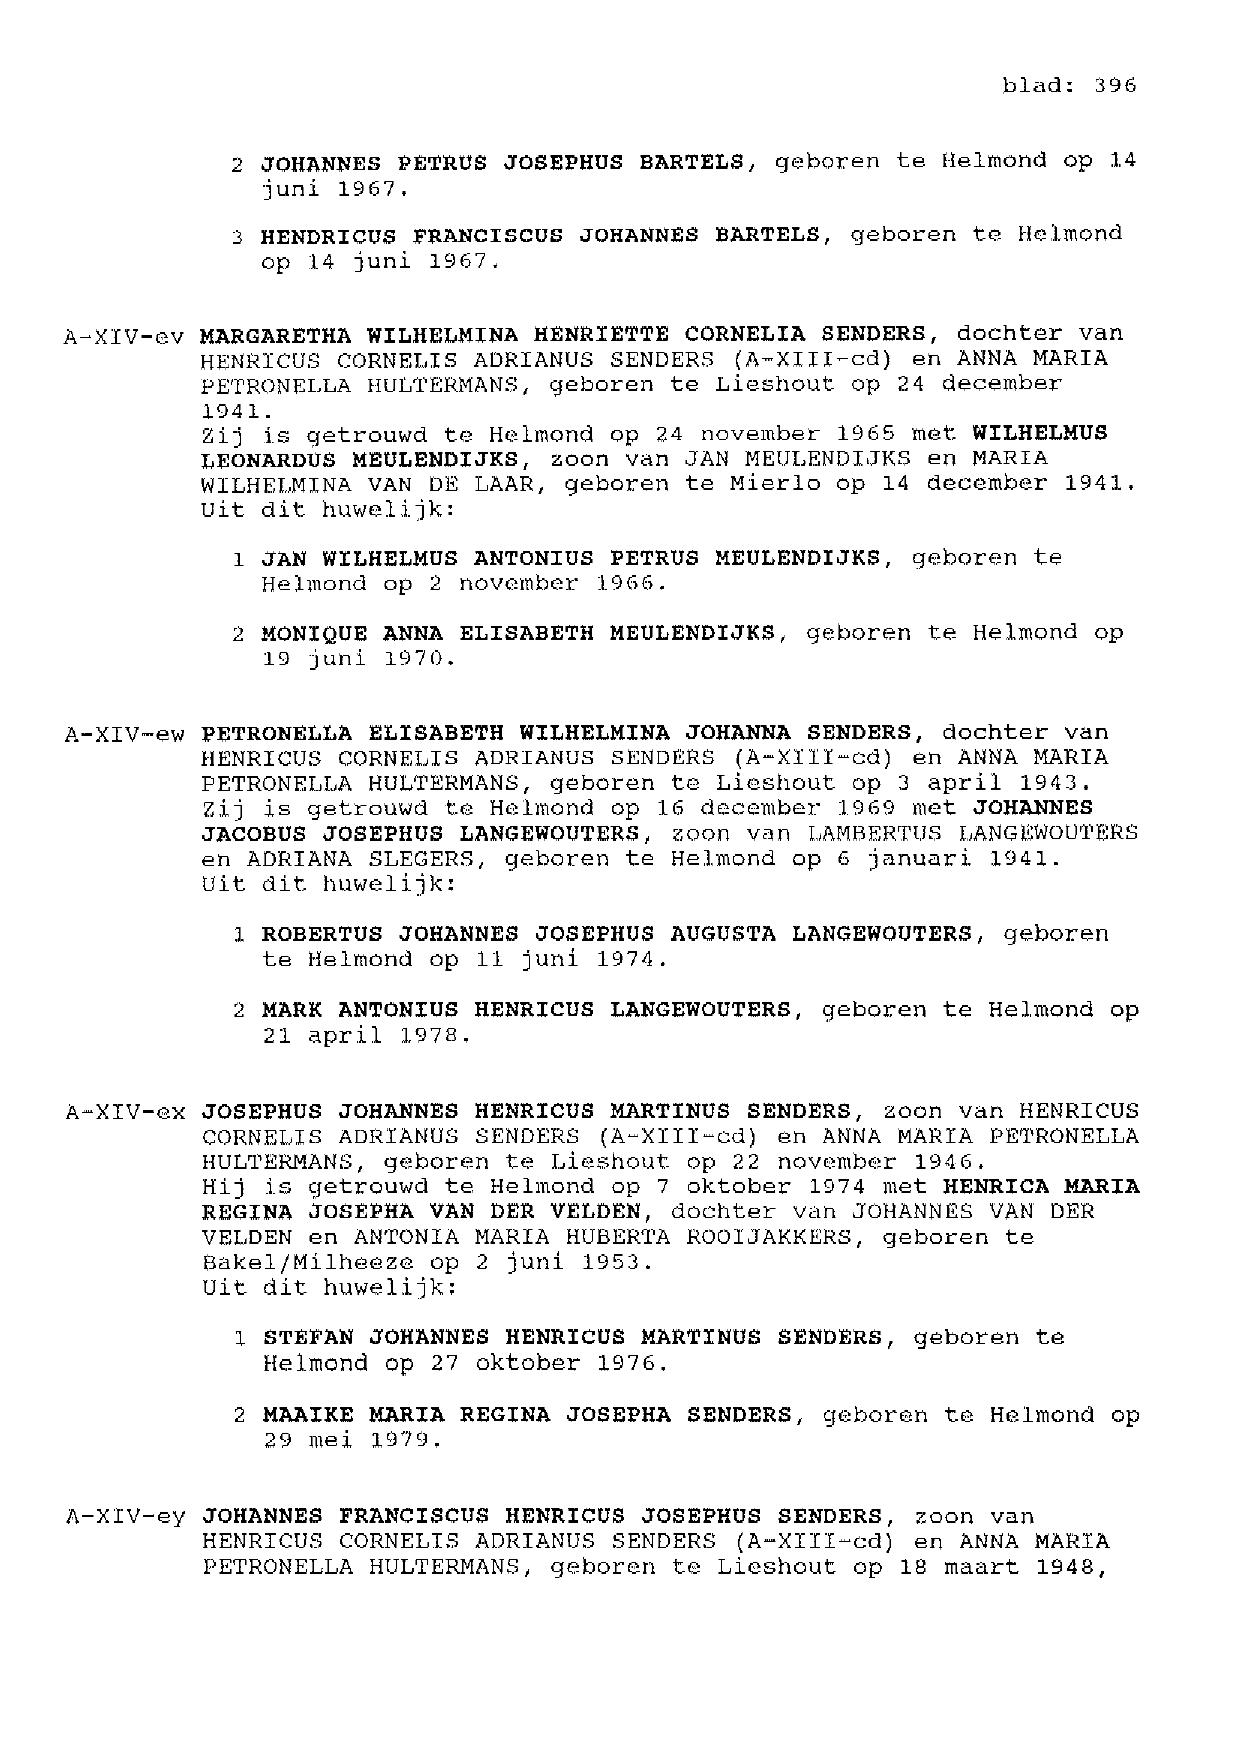 blad: 396
2 JOHANNES PETRUS JOSEPHUS BARTELS, geboren te Helmond op 14
juni 1967.
3 HENDRICUS FRANCISCUS JOHANNES BARTELS, geboren te Helmond
op 14 juni 1967.
A-XIV-ev MARGARETHA WILHELMINA HENRIETTE CORNELIA SENDERS, dochter van
HENRICUS CORNELIS ADRIANUS SENDERS (A-XIII-cd) en ANNA MARIA
PETRONELLA HULTERMANS, geboren te Lieshout op 24 december
1941.
Zij is getrouwd te Helmond op 24 november 1965 met WILHELMUS
LEONARDUS MEULENDIJKS, zoon van JAN MEULENDIJKS en MARIA
WILHELMINA VAN DE LAAR, geboren te Mierlo op 14 december 1941.
Uit dit huwelijk:
1 JAN WILHELMUS ANTONIUS PETRUS MEULENDIJKS, geboren te
Helmond op 2 november 1966.
2 MONIQUE ANNA ELISABETH MEULENDIJKS, geboren te Helmond op
19 juni 1970.
A-XIV-ew PETRONELLA ELISABETH WILHELMINA JOHANNA SENDERS, dochter van
HENRICUS CORNELIS ADRIANUS SENDERS (A-XIII-cd) en ANNA MARIA
PETRONELLA HULTERMANS, geboren te Lieshout op 3 april 1943.
Zij is getrouwd te Helmond op 16 december 1969 met JOHANNES
JACOBUS JOSEPHUS LANGEWOUTERS, zoon van LAMBERTUS LANGEWOUTERS
en ADRIANA SLEGERS, geboren te Helmond op 6 januari 1941.
Uit dit huwelijk:
1 ROBERTUS JOHANNES JOSEPHUS AUGUSTA LANGEWOUTERS, geboren
te Helmond op 11 juni 1974.
2 MARK ANTONIUS HENRICUS LANGEWOUTERS, geboren te Helmond op
21 april 1978.
A-XIV-ex JOSEPHUS JOHANNES HENRICUS MARTINUS SENDERS, zoon van HENRICUS
CORNELIS ADRIANUS SENDERS (A-XIII-cd) en ANNA MARIA PETRONELLA
HULTERMANS, geboren te Lieshout op 22 november 1946.
Hij is getrouwd te Helmond op 7 oktober 1974 met HENRICA MARIA
REGINA JOSEPHA VAN DER VELDEN, dochter van JOHANNES VAN DER
VELDEN en ANTONIA MARIA HUBERTA ROOIJAKKERS, geboren te
Bakel/Milheeze op 2 juni 1953.
Uit dit huwelijk:
1 STEFAN JOHANNES HENRICUS MARTINUS SENDERS, geboren te
Helmond op 27 oktober 1976.
2 MAAIKE MARIA REGINA JOSEPHA SENDERS, geboren te Helmond op
29 mei 1979.
A-XIV-ey JOHANNES FRANCISCUS HENRICUS JOSEPHUS SENDERS, zoon van
HENRICUS CORNELIS ADRIANUS SENDERS (A-XIII-cd) en ANNA MARIA
PETRONELLA HULTERMANS, geboren te Lieshout op 18 maart 1948,